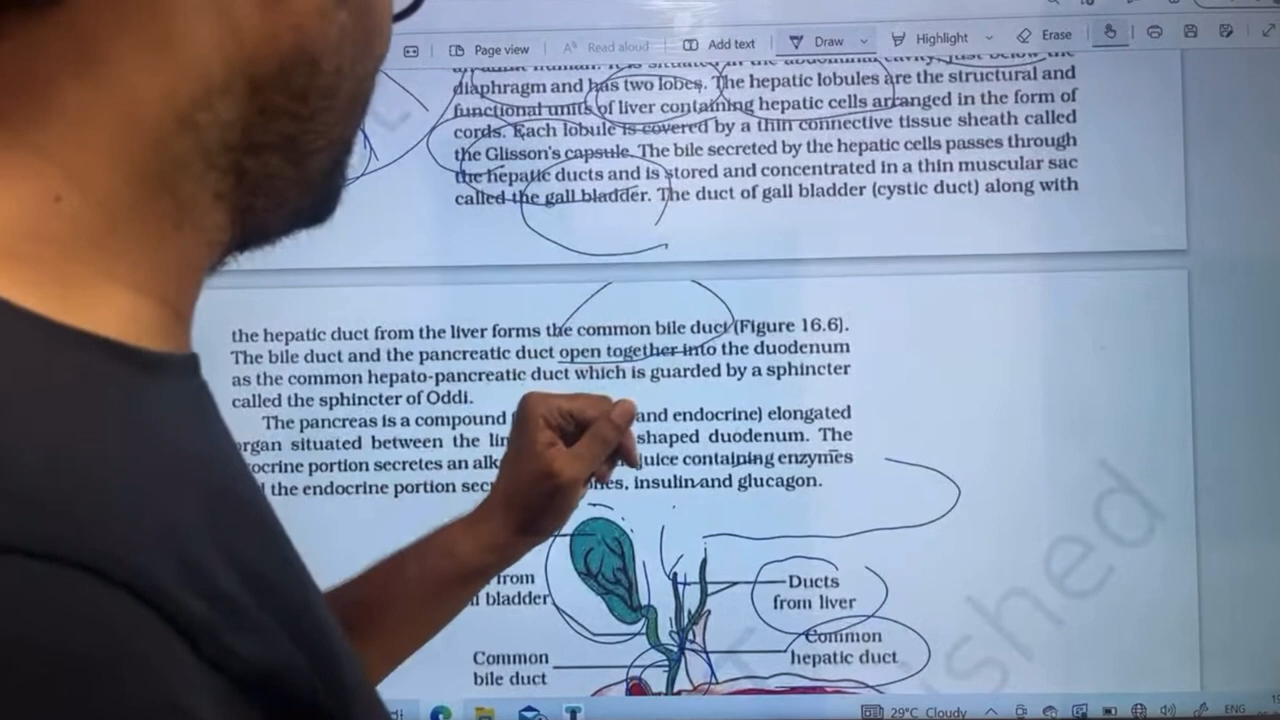 Page view
Read aloud
Add text
Draw
Highlight
Erase
diaphragm and has two lobes. The hepatic lobules are the structural and
functional units of liver containing hepatic cells arranged in the form of
cords. Each lobule is covered by a thin connective tissue sheath called
the Glisson's capsule. The bile secreted by the hepatic cells passes through
the hepatic ducts and is stored and concentrated in a thin muscular sac
called the gall bladder. The duct of gall bladder (cystic duct) along with
the hepatic duct from the liver forms the common bile duct (Figure 16.6).
The bile duct and the pancreatic duct open together into the duodenum
as the common hepato-pancreatic duct which is guarded by a sphincter
called the sphincter of Oddi.
The pancreas is a compound and endocrine) elongated
organ situated between the shaped duodenum. The
portion secretes an juice containing enzymes
the endocrine portion insulin and glucagon.
from
bladder
Ducts
from liver
Common
hepatic duct
Common
bile duct
shed
29°C Cloudy
ENG